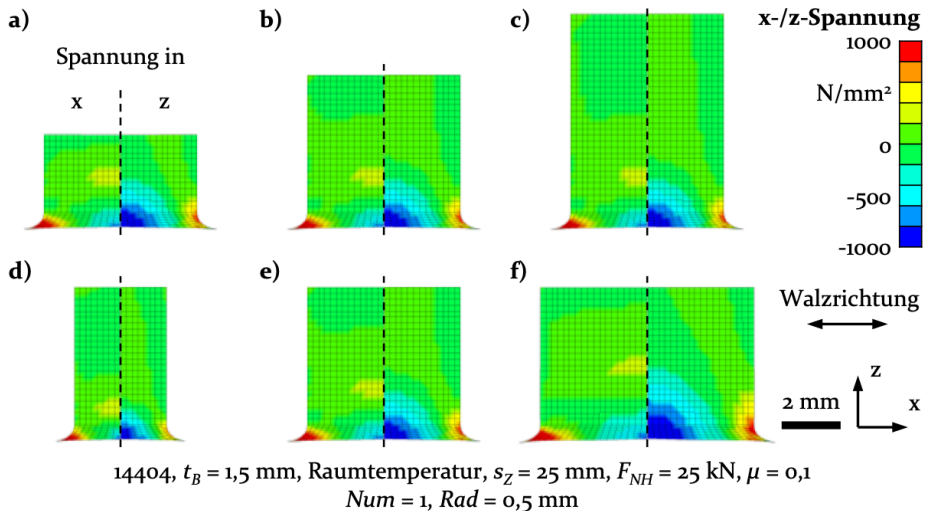 a)
b)
c)
x-/z-Spannung
Spannung in
x
z
1000
N/mm²
0
-500
-1000
d)
e)
f)
Walzrichtung
z
2 mm
x
14404, t_B = 1,5 mm, Raumtemperatur, s_Z = 25 mm, F_NH = 25 kN, μ = 0,1
Num = 1, Rad = 0,5 mm